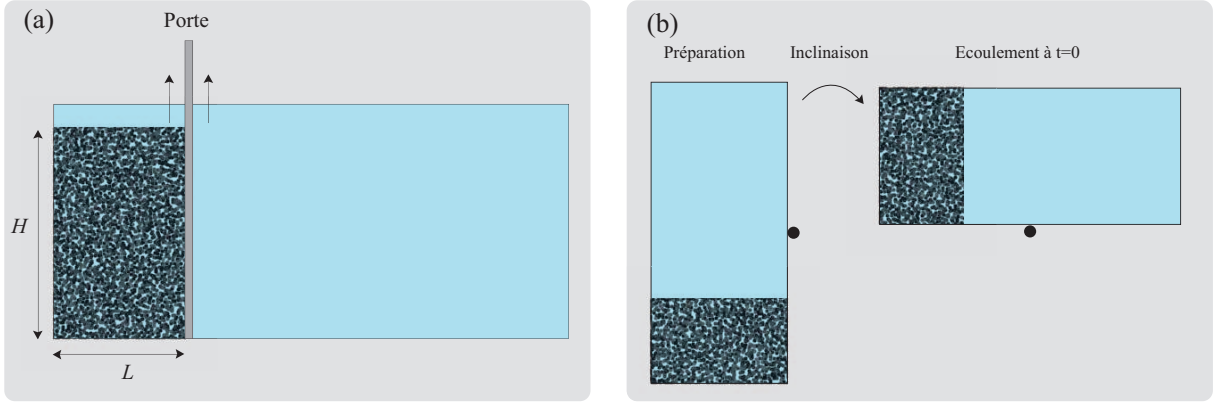 (a)
Porte
H
L
(b)
Préparation
Inclinaison
Ecoulement à t=0